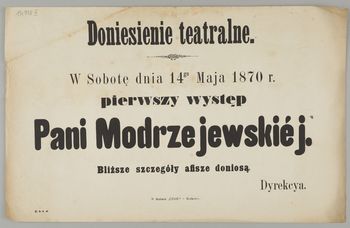 Doniesienie teatralne.
W Sobotę dnia 14go Maja 1870 r.
pierwszy występ
Pani Modrzejewskiéj.
Bliższe szczegóły afisze doniosą.
Dyrekcya.